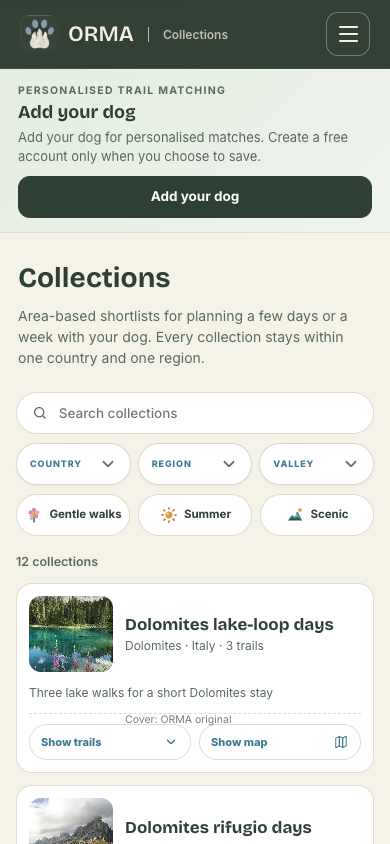 ORMA
Collections
PERSONALISED TRAIL MATCHING
Add your dog
Add your dog for personalised matches. Create a free
account only when you choose to save.
Add your dog
Collections
Area-based shortlists for planning a few days or a
week with your dog. Every collection stays within
one country and one region.
Search collections
COUNTRY
REGION
VALLEY
Gentle walks
Summer
Scenic
12 collections
Dolomites lake-loop days
Dolomites · Italy · 3 trails
Three lake walks for a short Dolomites stay
Cover: ORMA original
Show trails
Show map
Dolomites rifugio days
Dolomites · Italy · 3 trails